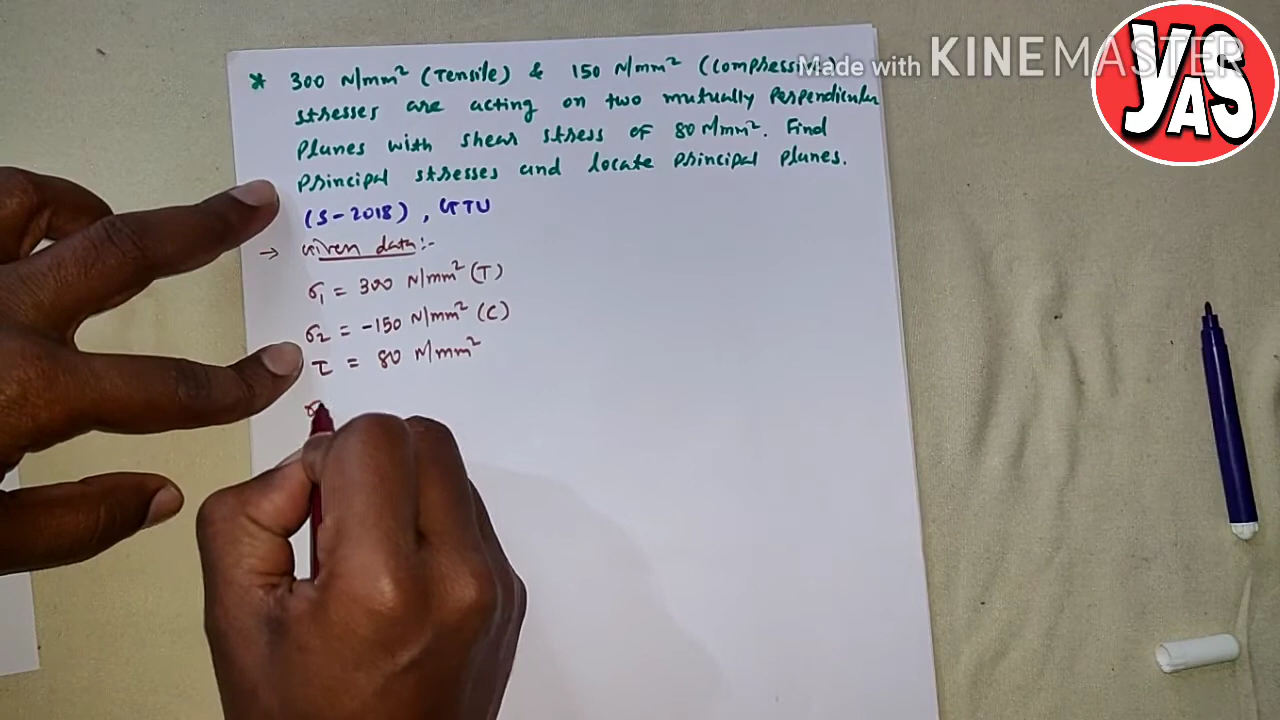 Made with KINEMASTER
YAS
* 300 N/mm² (Tensile) & 150 N/mm² (Compressive)
stresses are acting on two mutually perpendicular
planes with shear stress of 80 N/mm². Find
principal stresses and locate principal planes.
(S-2018), GTU
→ Given data:-
σ₁ = 300 N/mm² (T)
σ₂ = -150 N/mm² (C)
τ = 80 N/mm²
σ